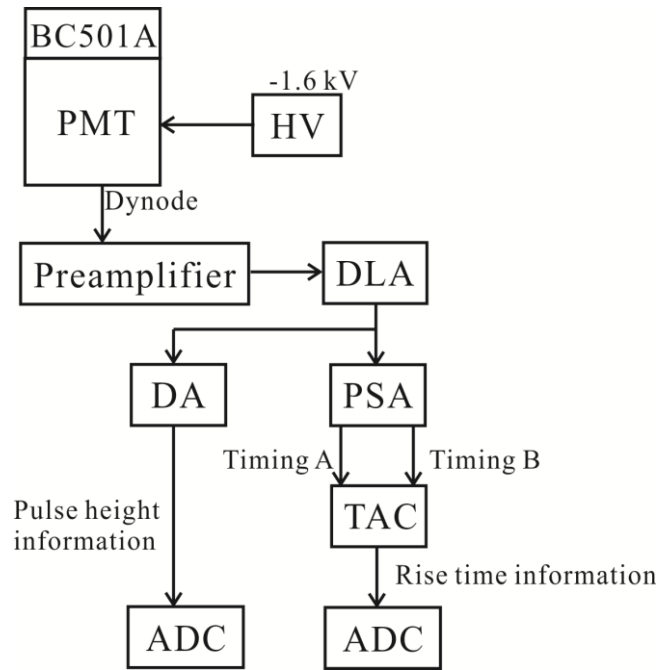 BC501A
-1.6 kV
PMT
HV
Dynode
Preamplifier
DLA
DA
PSA
Timing A
Timing B
Pulse height
information
TAC
Rise time information
ADC
ADC